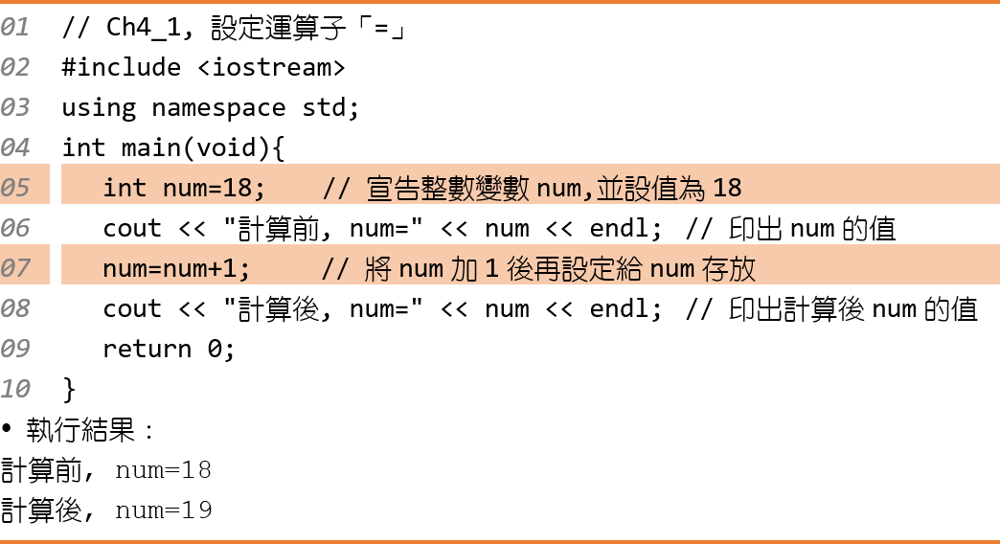 01 // Ch4_1, 設定運算子「=」
02 #include <iostream>
03 using namespace std;
04 int main(void){
05 int num=18; // 宣告整數變數 num,並設值為 18
06 cout << "計算前, num=" << num << endl; // 印出 num 的值
07 num=num+1; // 將 num 加 1 後再設定給 num 存放
08 cout << "計算後, num=" << num << endl; // 印出計算後 num 的值
09 return 0;
10 }
• 執行結果：
計算前, num=18
計算後, num=19